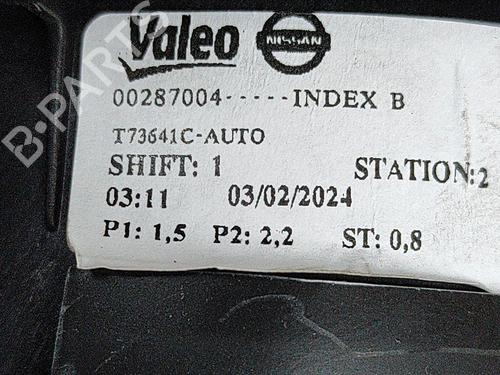 Valeo NISSAN
00287004-----INDEX B
T73641C-AUTO
SHIFT: 1 STATION:2
03:11 03/02/2024
P1: 1,5 P2: 2,2 ST: 0,8
B-PARTS